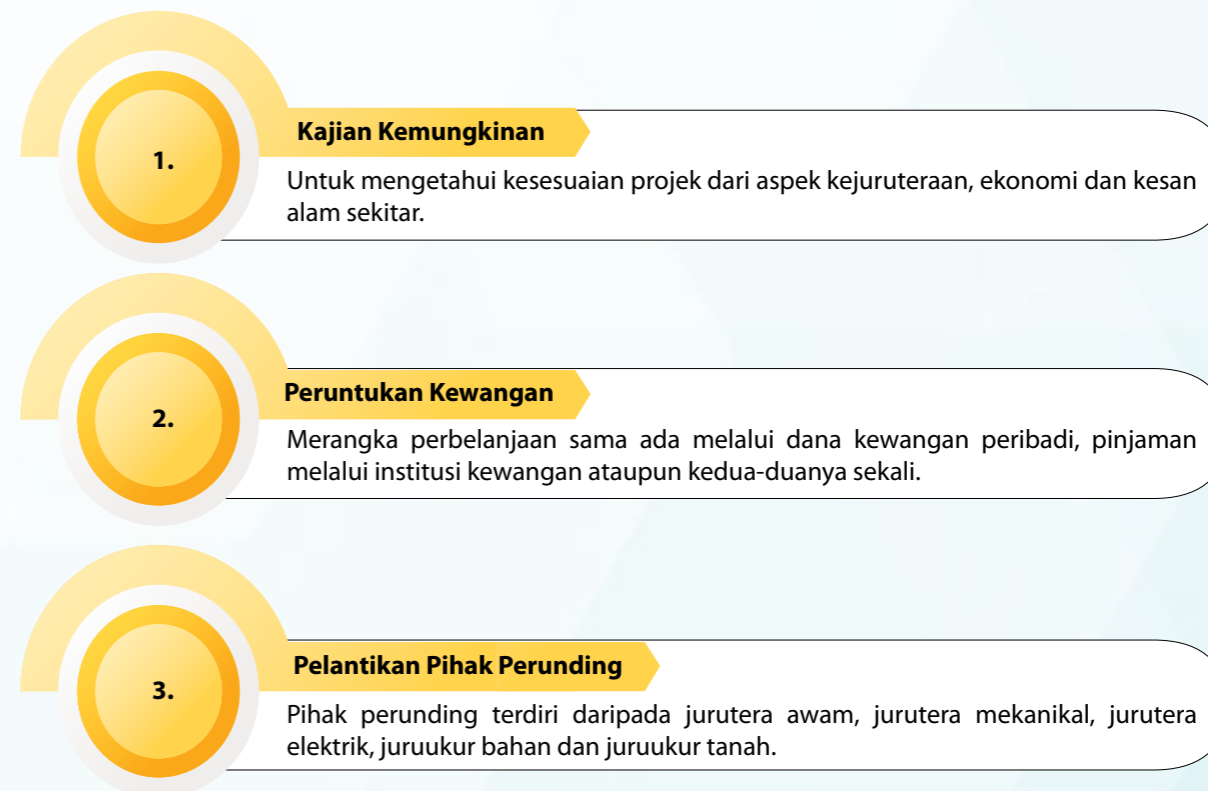 1.
Kajian Kemungkinan
Untuk mengetahui kesesuaian projek dari aspek kejuruteraan, ekonomi dan kesan
alam sekitar.
2.
Peruntukan Kewangan
Merangka perbelanjaan sama ada melalui dana kewangan peribadi, pinjaman
melalui institusi kewangan ataupun kedua-duanya sekali.
3.
Pelantikan Pihak Perunding
Pihak perunding terdiri daripada jurutera awam, jurutera mekanikal, jurutera
elektrik, juruukur bahan dan juruukur tanah.